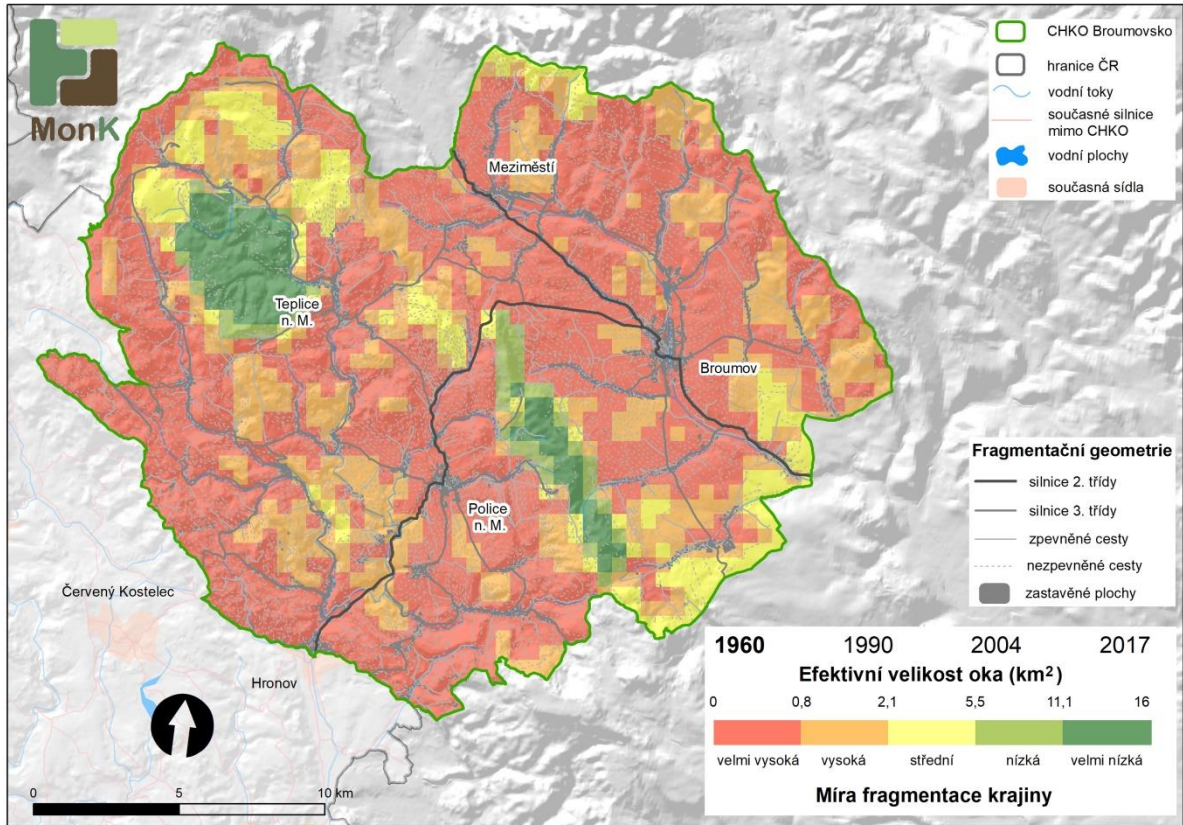 MonK
CHKO Broumovsko
hranice ČR
vodní toky
současné silnice
mimo CHKO
vodní plochy
současná sídla
Meziměstí
Teplice
n. M.
Broumov
Police
n. M.
Červený Kostelec
Hronov
Fragmentační geometrie
silnice 2. třídy
silnice 3. třídy
zpevněné cesty
nezpevněné cesty
zastavěné plochy
1960 1990 2004 2017
Efektivní velikost oka (km²)
0 0,8 2,1 5,5 11,1 16
velmi vysoká vysoká střední nízká velmi nízká
Míra fragmentace krajiny
0 5 10 km